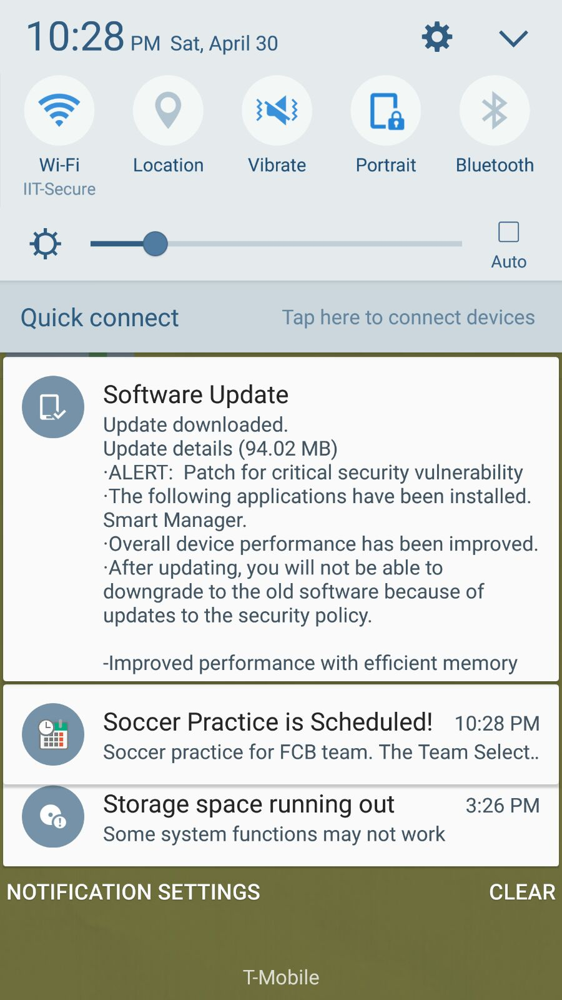 10:28 PM Sat, April 30
Wi-Fi Location Vibrate Portrait Bluetooth
IIT-Secure
Auto
Quick connect Tap here to connect devices
Software Update
Update downloaded.
Update details (94.02 MB)
·ALERT:  Patch for critical security vulnerability
·The following applications have been installed.
Smart Manager.
·Overall device performance has been improved.
·After updating, you will not be able to
downgrade to the old software because of
updates to the security policy.
-Improved performance with efficient memory
Soccer Practice is Scheduled! 10:28 PM
Soccer practice for FCB team. The Team Select..
Storage space running out 3:26 PM
Some system functions may not work
NOTIFICATION SETTINGS CLEAR
T-Mobile